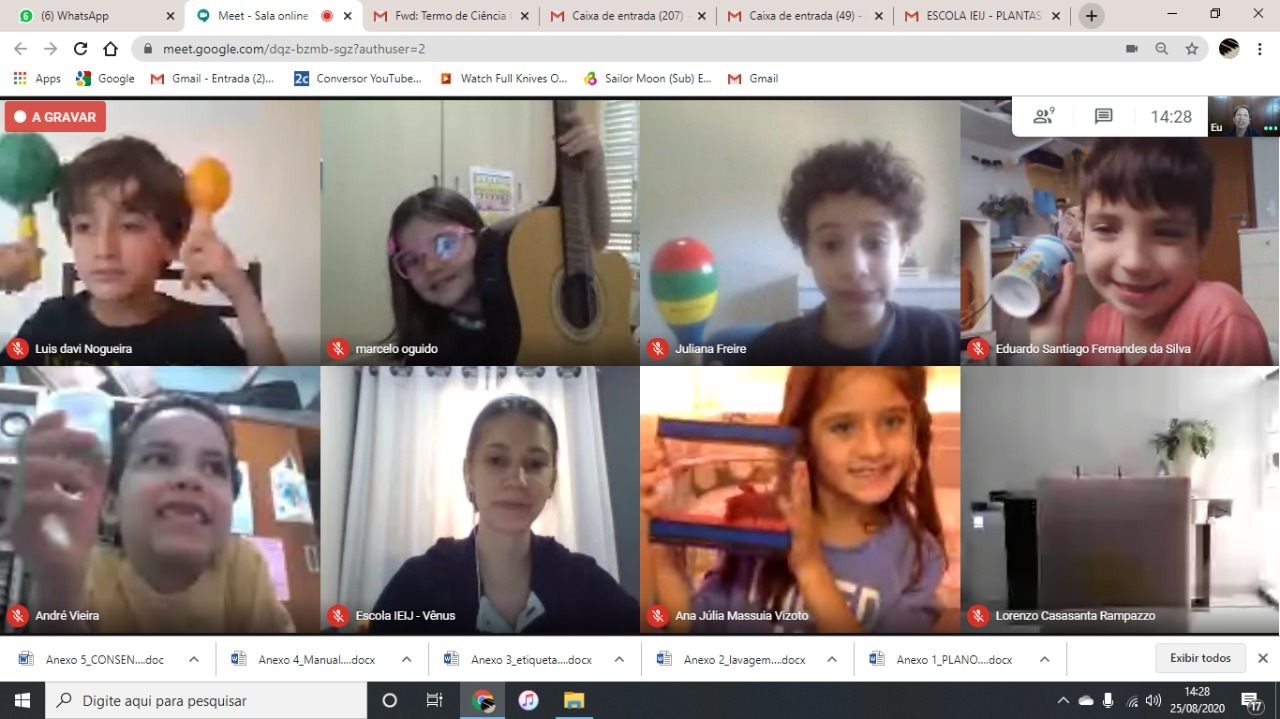 (6) WhatsApp
Meet - Sala online
Fwd: Termo de Ciência
Caixa de entrada (207) -
Caixa de entrada (49) -
ESCOLA IEIJ - PLANTAS
meet.google.com/dqz-bzmb-sgz?authuser=2
Apps
Google
Gmail - Entrada (2)...
Conversor YouTube...
Watch Full Knives O...
Sailor Moon (Sub) E...
Gmail
A GRAVAR
9
14:28
Eu
Luis davi Nogueira
marcelo oguido
Juliana Freire
Eduardo Santiago Fernandes da Silva
André Vieira
Escola IEIJ - Vênus
Ana Júlia Massuia Vizoto
Lorenzo Casasanta Rampazzo
Anexo 5_CONSEN....doc
Anexo 4_Manual....docx
Anexo 3_etiqueta....docx
Anexo 2_lavagem....docx
Anexo 1_PLANO....docx
Exibir todos
Digite aqui para pesquisar
14:28
25/08/2020
17